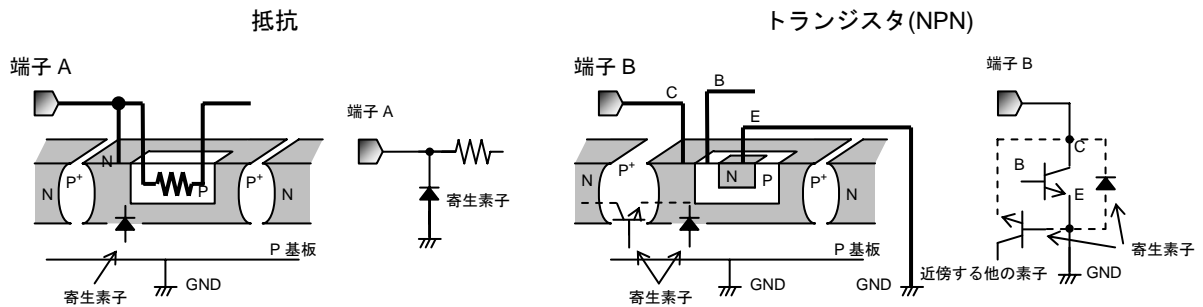 抵抗
トランジスタ(NPN)
端子 A
端子 A
N
P
N
P+
P+
N
寄生素子
P 基板
GND
寄生素子
端子 B
端子 B
C
B
E
N
P+
N
P
P+
N
P 基板
GND
GND
寄生素子
C
B
E
寄生素子
近傍する他の素子
GND